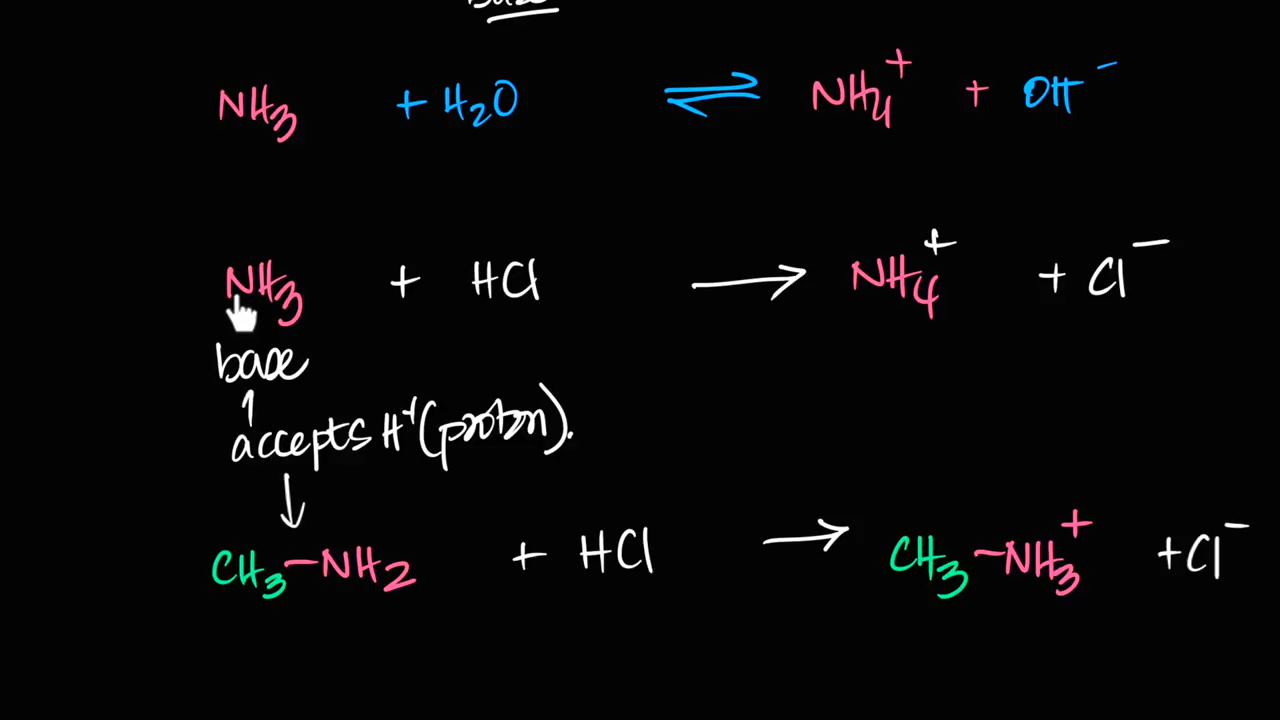 NH3 + H2O ⇌ NH4+ + OH-
NH3 + HCl → NH4+ + Cl-
base
↑
accepts H+ (proton).
↓
CH3-NH2 + HCl → CH3-NH3+ + Cl-